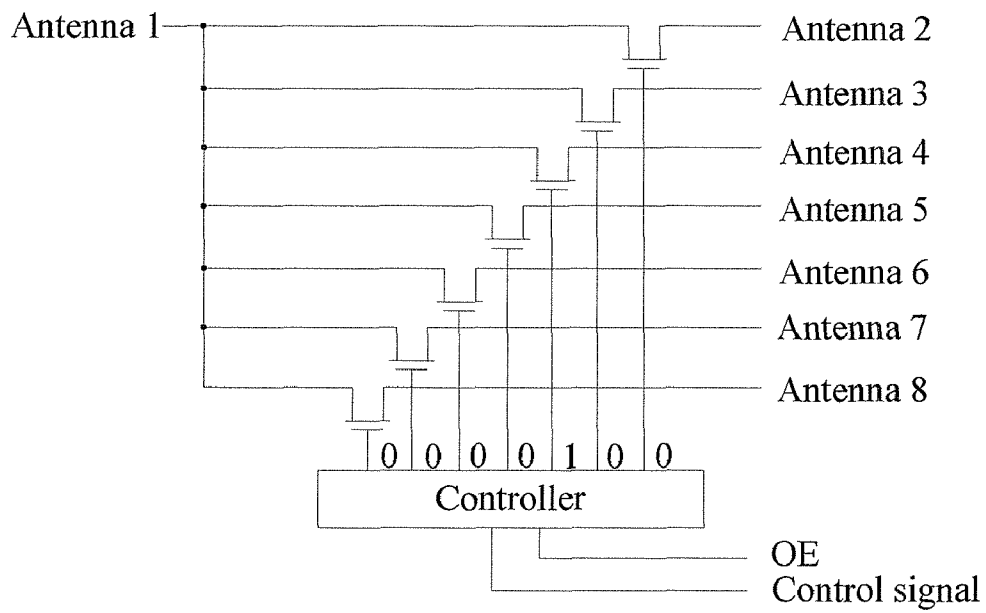 Antenna 1
Antenna 2
Antenna 3
Antenna 4
Antenna 5
Antenna 6
Antenna 7
Antenna 8
0 0 0 0 1 0 0
Controller
OE
Control signal